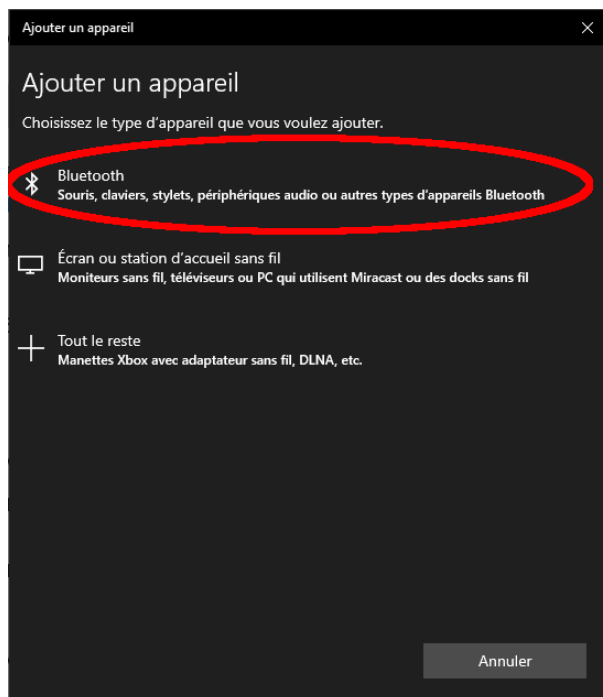 Ajouter un appareil
Ajouter un appareil
Choisissez le type d'appareil que vous voulez ajouter.
Bluetooth
Souris, claviers, stylets, périphériques audio ou autres types d'appareils Bluetooth
Écran ou station d'accueil sans fil
Moniteurs sans fil, téléviseurs ou PC qui utilisent Miracast ou des docks sans fil
Tout le reste
Manettes Xbox avec adaptateur sans fil, DLNA, etc.
Annuler